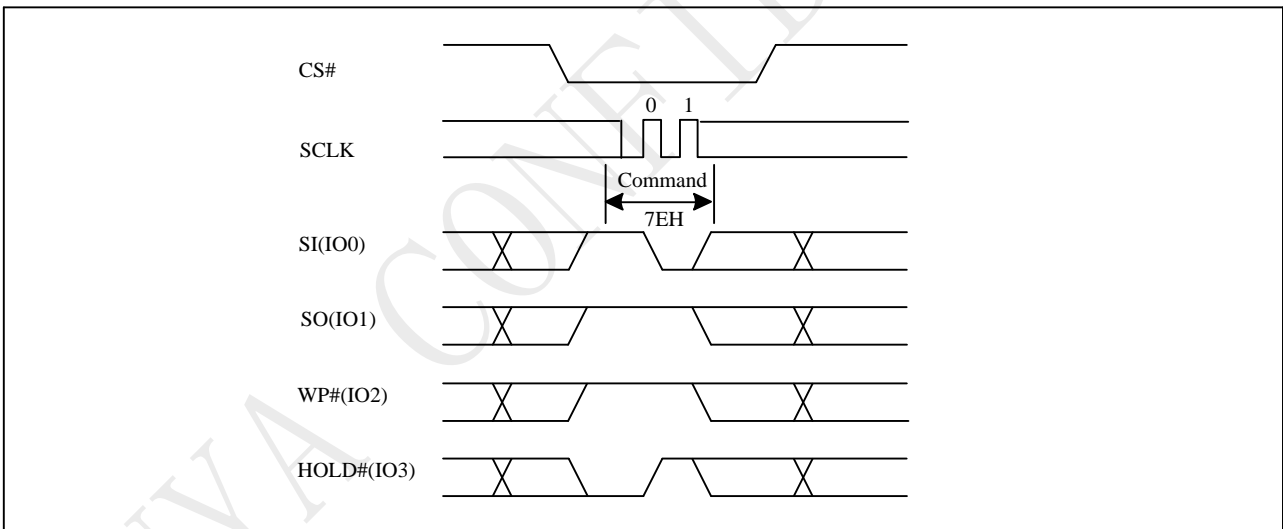 CS#
0 1
SCLK
Command
7EH
SI(IO0)
SO(IO1)
WP#(IO2)
HOLD#(IO3)